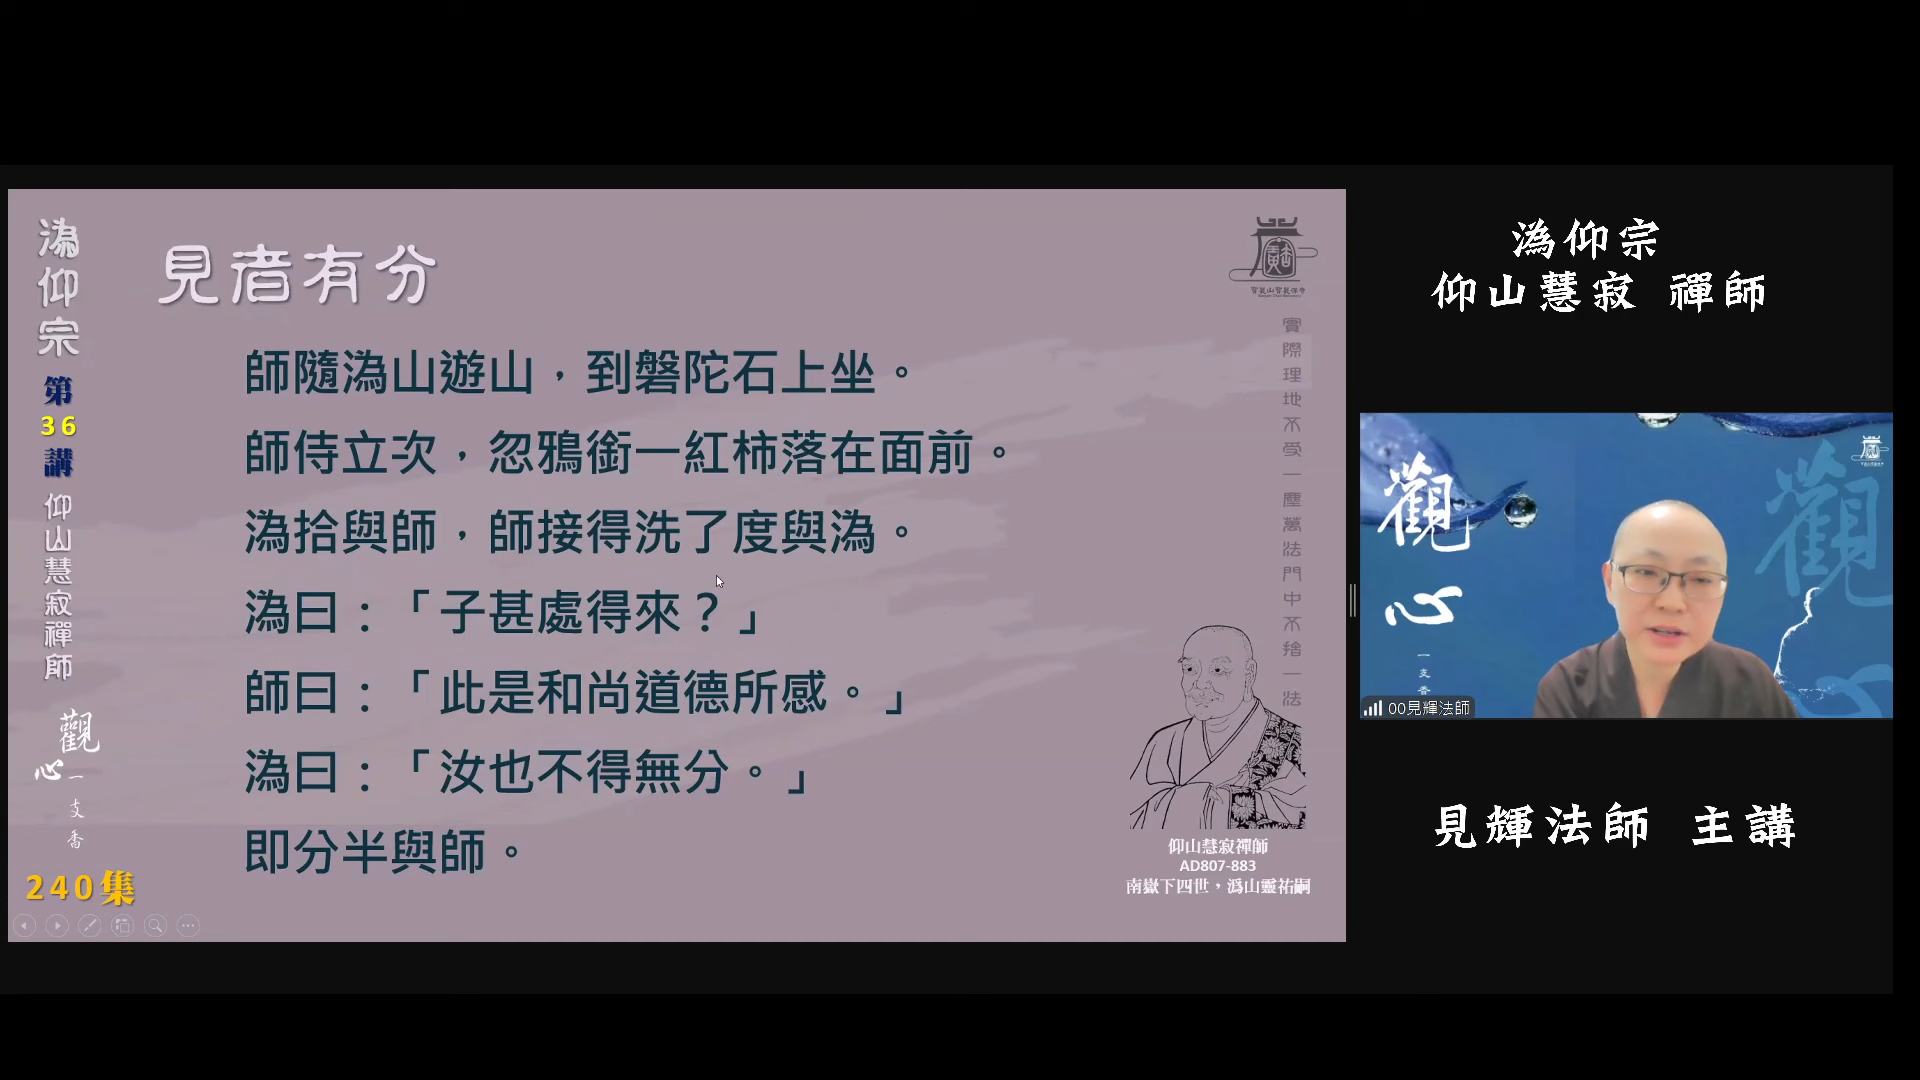 溈仰宗
第
36
講
仰山慧寂禪師
觀心
一支香
240集
見者有分
師隨溈山遊山，到磐陀石上坐。
師侍立次，忽鴉銜一紅柿落在面前。
溈拾與師，師接得洗了度與溈。
溈曰：「子甚處得來？」
師曰：「此是和尚道德所感。」
溈曰：「汝也不得無分。」
即分半與師。
實際理地不受一塵萬法門中不捨一法
仰山慧寂禪師
AD807-883
南嶽下四世，溈山靈祐嗣
溈仰宗
仰山慧寂 禪師
觀心
一支香
觀
00見輝法師
見輝法師 主講